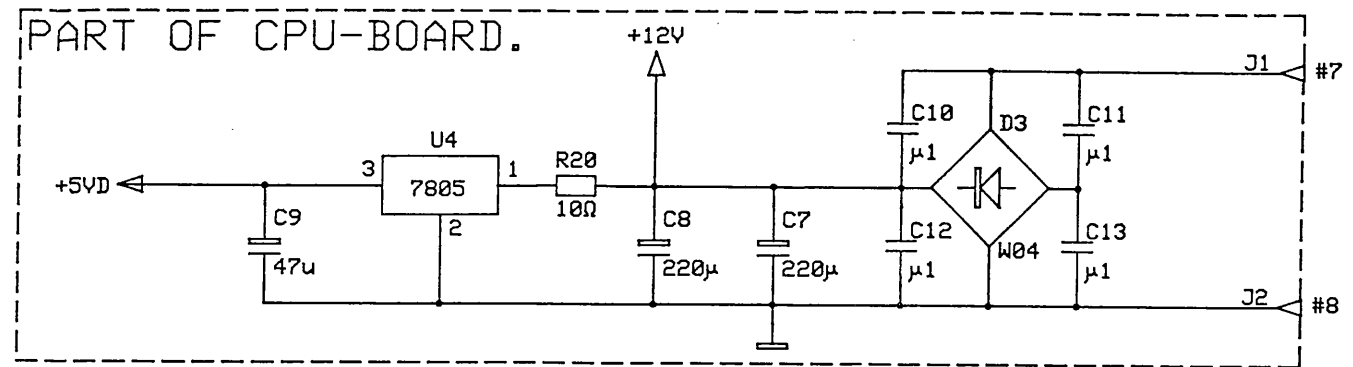 PART OF CPU-BOARD.
+12V
J1
#7
C10
μ1
D3
C11
μ1
U4
3
7805
1
2
R20
10Ω
+5VD
C9
47u
C8
220μ
C7
220μ
C12
μ1
W04
C13
μ1
J2
#8